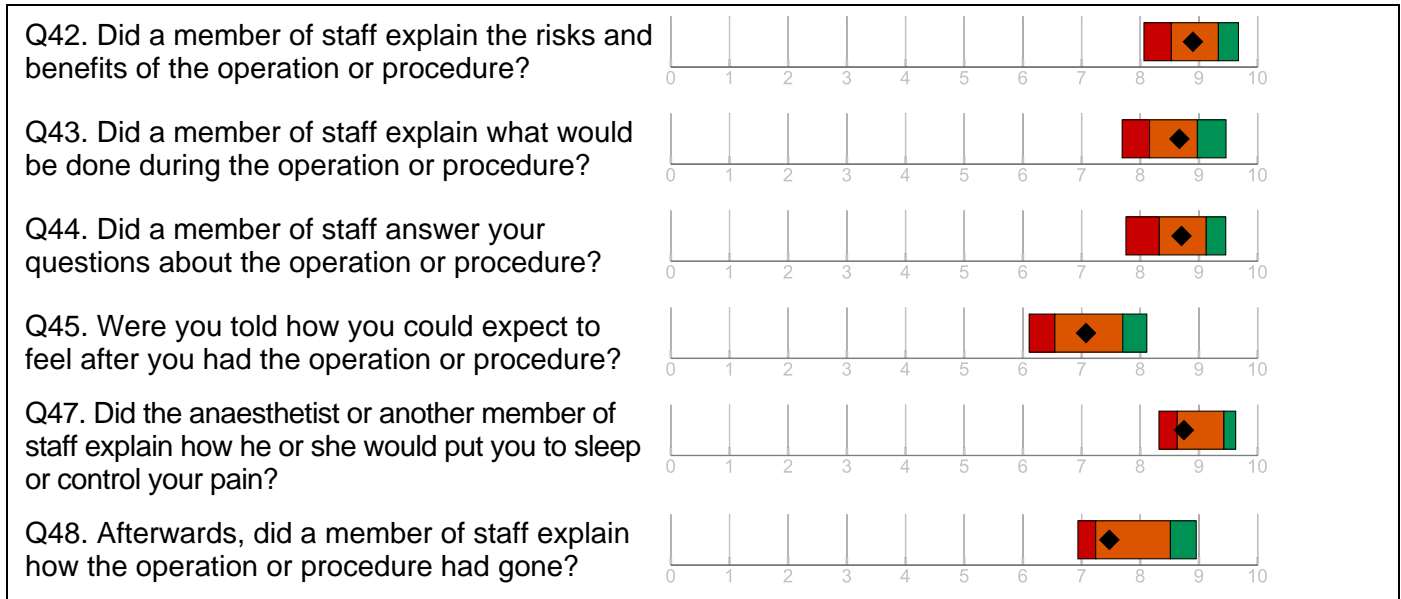 Q42. Did a member of staff explain the risks and
benefits of the operation or procedure?
0 1 2 3 4 5 6 7 8 9 10
Q43. Did a member of staff explain what would
be done during the operation or procedure?
0 1 2 3 4 5 6 7 8 9 10
Q44. Did a member of staff answer your
questions about the operation or procedure?
0 1 2 3 4 5 6 7 8 9 10
Q45. Were you told how you could expect to
feel after you had the operation or procedure?
0 1 2 3 4 5 6 7 8 9 10
Q47. Did the anaesthetist or another member of
staff explain how he or she would put you to sleep
or control your pain?
0 1 2 3 4 5 6 7 8 9 10
Q48. Afterwards, did a member of staff explain
how the operation or procedure had gone?
0 1 2 3 4 5 6 7 8 9 10